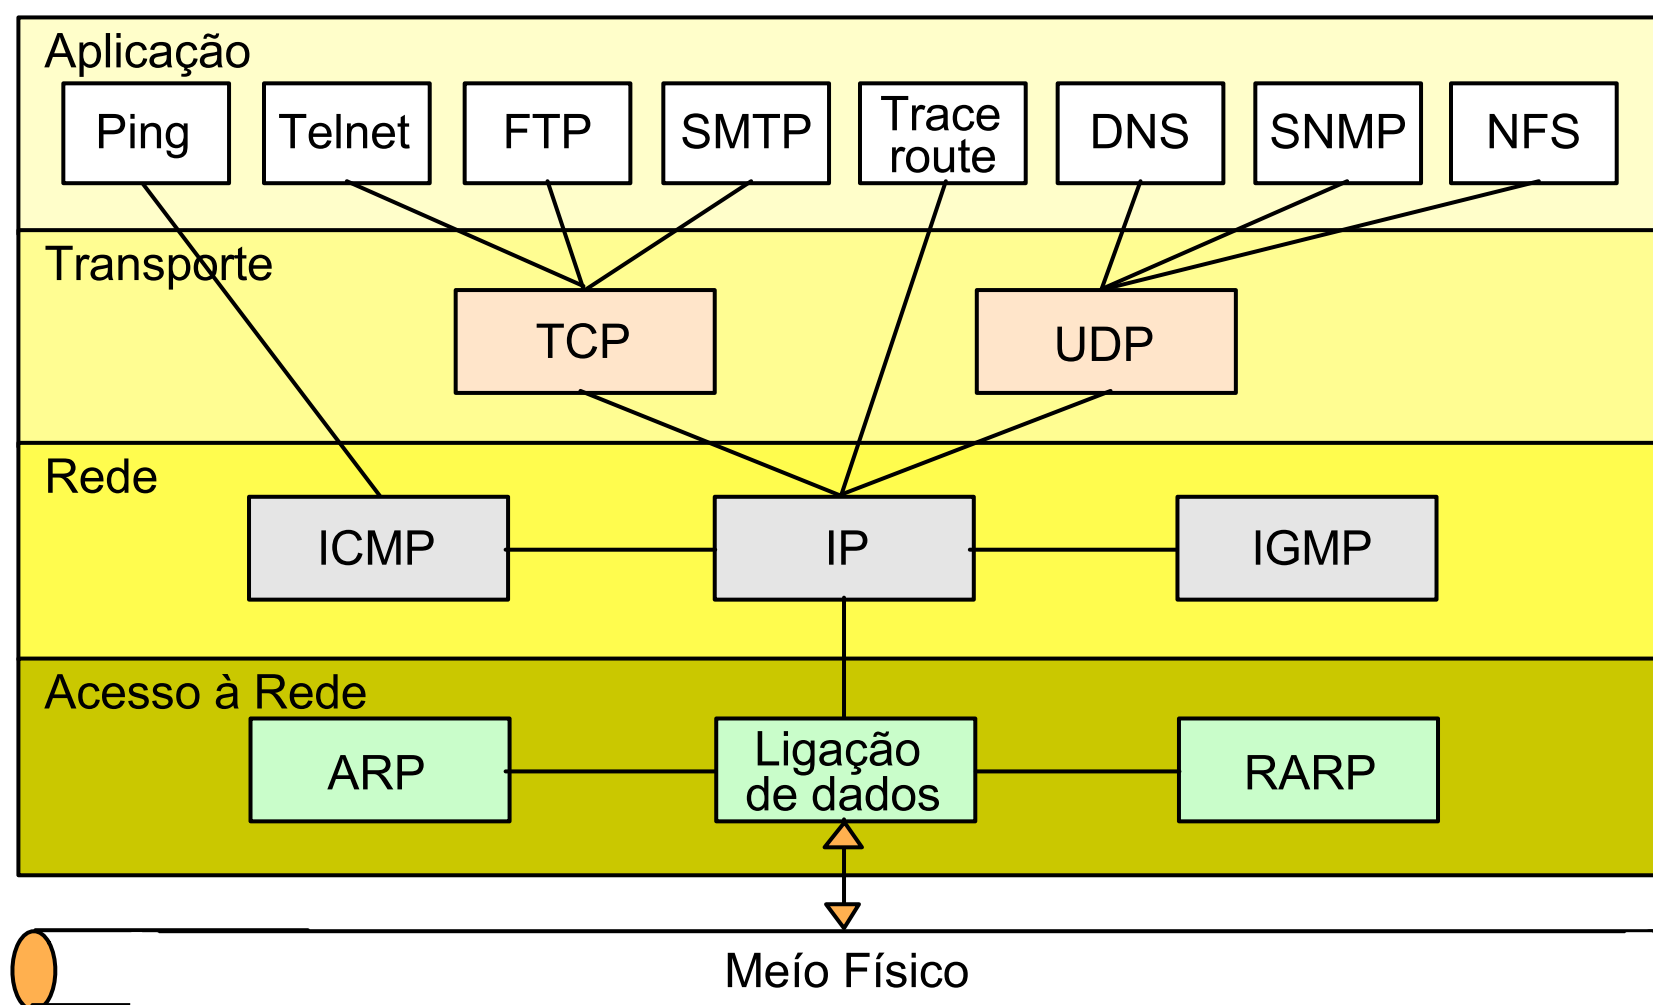 Aplicação
Ping
Telnet
FTP
SMTP
Trace
route
DNS
SNMP
NFS
Transporte
TCP
UDP
Rede
ICMP
IP
IGMP
Acesso à Rede
ARP
Ligação
de dados
RARP
Meío Físico